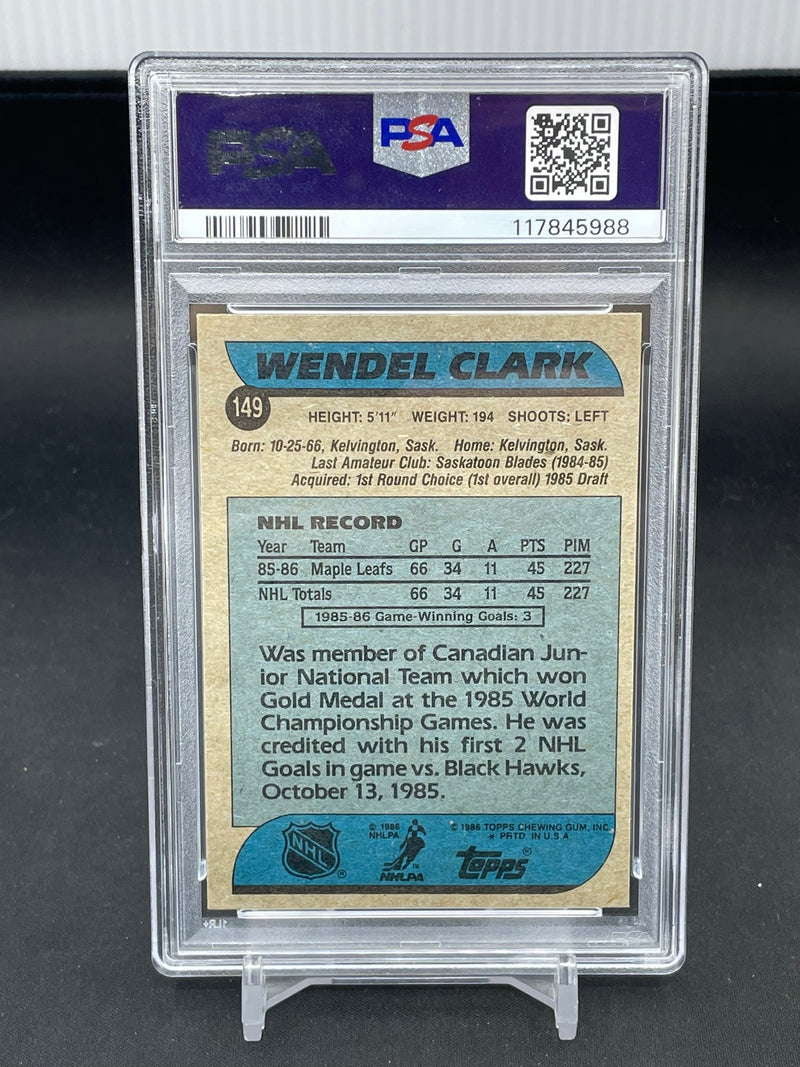 PSA
PSA
117845988
WENDEL CLARK
149
HEIGHT: 5'11" WEIGHT: 194 SHOOTS: LEFT
Born: 10-25-66, Kelvington, Sask. Home: Kelvington, Sask.
Last Amateur Club: Saskatoon Blades (1984-85)
Acquired: 1st Round Choice (1st overall) 1985 Draft
NHL RECORD
Year Team GP G A PTS PIM
85-86 Maple Leafs 66 34 11 45 227
NHL Totals 66 34 11 45 227
1985-86 Game-Winning Goals: 3
Was member of Canadian Jun-
ior National Team which won
Gold Medal at the 1985 World
Championship Games. He was
credited with his first 2 NHL
Goals in game vs. Black Hawks,
October 13, 1985.
NHL ®
© 1986
NHLPA
NHLPA
© 1986 TOPPS CHEWING GUM, INC.
* PRTD. IN U.S.A.
Topps ®